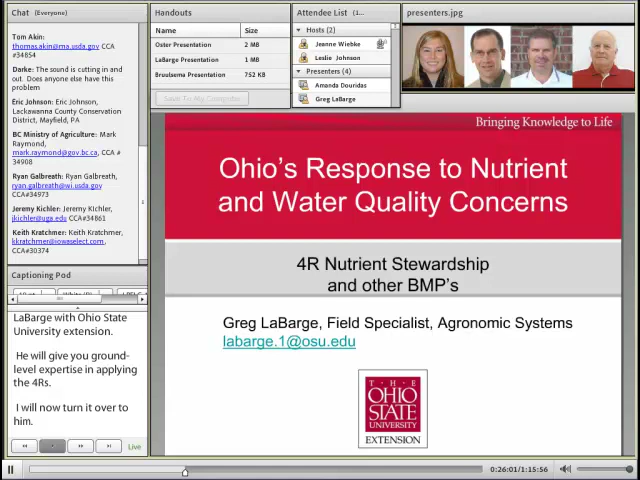 Chat (Everyone)
Tom Akin:
thomas.akin@ma.usda.gov CCA
#34854
Darke: The sound is cutting in and
out. Does anyone else have this
problem
Eric Johnson: Eric Johnson,
Lackawanna County Conservation
District, Mayfield, PA
BC Ministry of Agriculture: Mark
Raymond,
mark.raymond@gov.bc.ca, CCA #
34908
Ryan Galbreath: Ryan Galbreath,
ryan.galbreath@wi.usda.gov
CCA#34973
Jeremy Kichler: Jeremy KIchler,
jkichler@uga.edu CCA#34861
Keith Kratchmer: Keith Kratchmer,
kkratchmer@iowaselect.com,
CCA#30374
Captioning Pod
LaBarge with Ohio State
University extension.
He will give you ground-
level expertise in applying
the 4Rs.
I will now turn it over to
him.
Live
Handouts
Name Size
Oster Presentation 2 MB
LaBarge Presentation 1 MB
Broulsema Presentation 752 KB
Save To My Computer
Attendee List (1...
Hosts (2)
Jeanne Wiebke
Leslie Johnson
Presenters (4)
Amanda Douridas
Greg LaBarge
presenters.jpg
Bringing Knowledge to Life
Ohio's Response to Nutrient
and Water Quality Concerns
4R Nutrient Stewardship
and other BMP's
Greg LaBarge, Field Specialist, Agronomic Systems
labarge.1@osu.edu
THE
OHIO
STATE
UNIVERSITY
EXTENSION
0:26:01/1:15:56